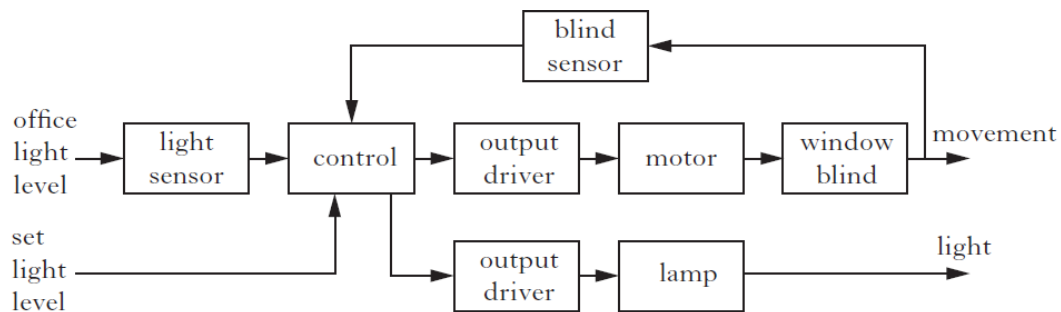 blind
sensor
office
light
level
light
sensor
control
output
driver
motor
window
blind
movement
set
light
level
output
driver
lamp
light